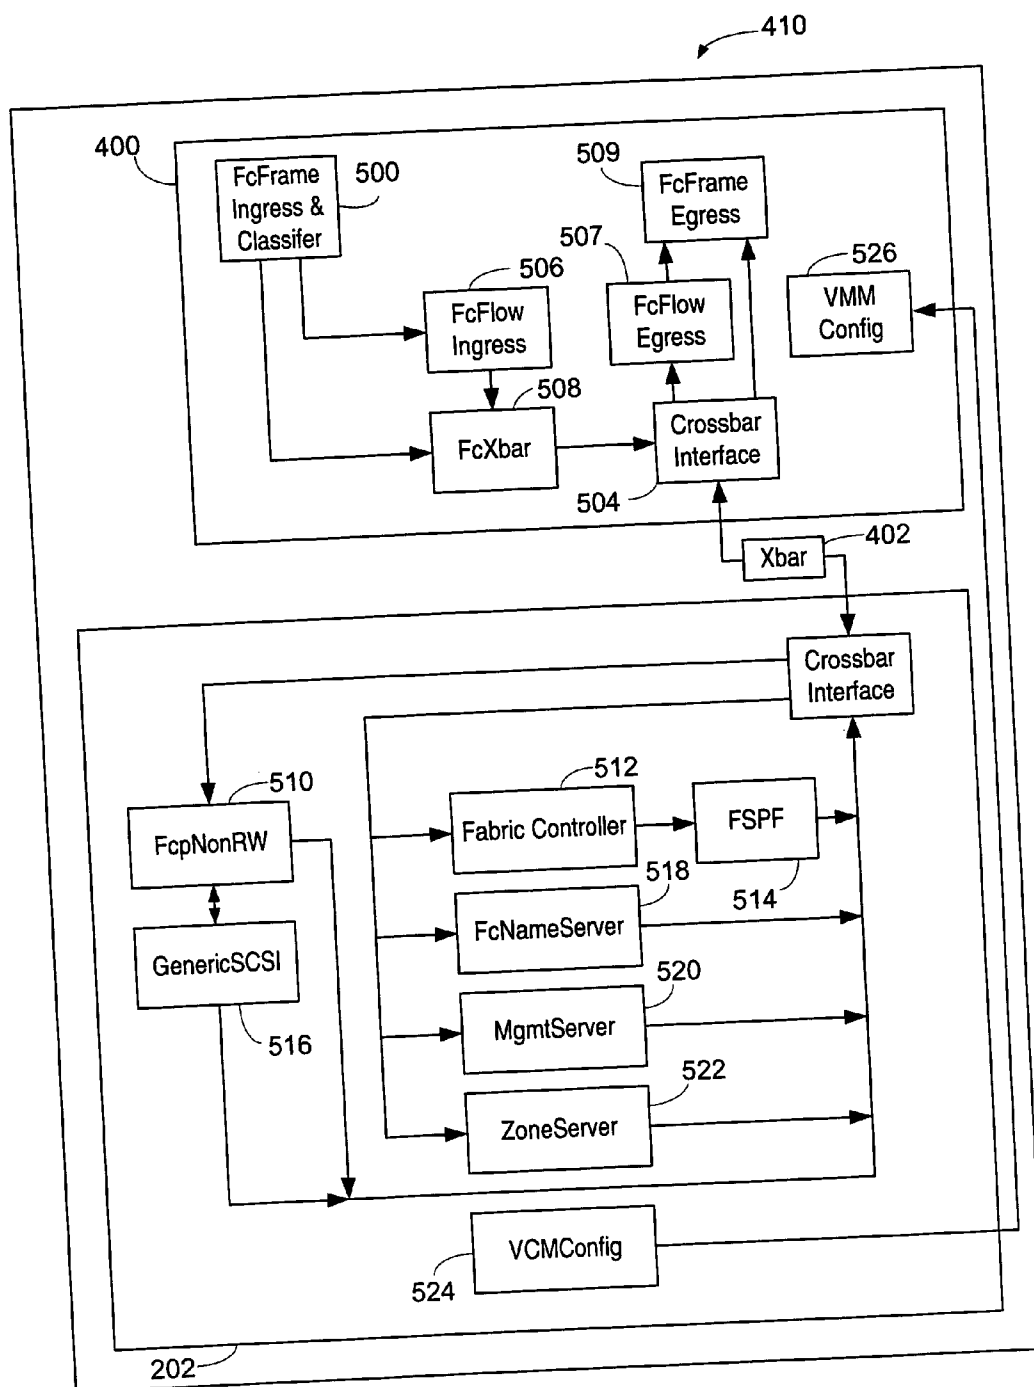 410
400
FcFrame
Ingress &
Classifer
500
509
FcFrame
Egress
507
506
526
FcFlow
Ingress
FcFlow
Egress
VMM
Config
508
FcXbar
Crossbar
Interface
504
Xbar
402
Crossbar
Interface
510
512
FcpNonRW
Fabric Controller
FSPF
514
518
GenericSCSI
FcNameServer
516
520
MgmtServer
522
ZoneServer
VCMConfig
524
202